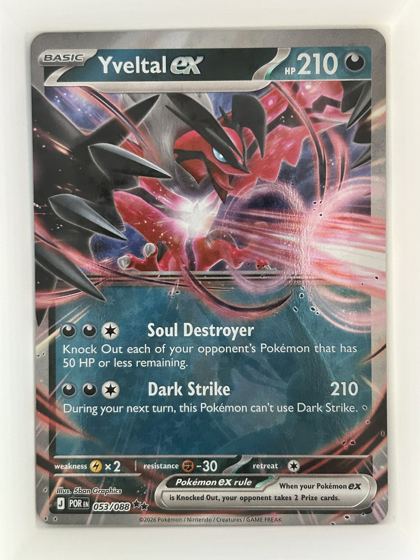 BASIC
Yveltal ex
HP 210
Soul Destroyer
Knock Out each of your opponent's Pokémon that has
50 HP or less remaining.
Dark Strike 210
During your next turn, this Pokémon can't use Dark Strike.
weakness ×2 resistance -30 retreat
illus. 5ban Graphics
J POR EN 053/088
Pokémon ex rule
When your Pokémon ex
is Knocked Out, your opponent takes 2 Prize cards.
©2026 Pokémon / Nintendo / Creatures / GAME FREAK